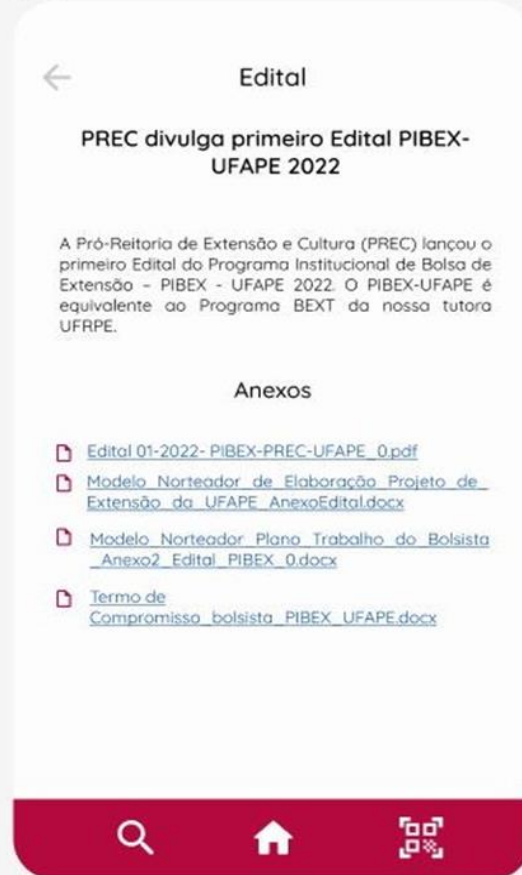 Edital
PREC divulga primeiro Edital PIBEX-
UFAPE 2022
A Pró-Reitoria de Extensão e Cultura (PREC) lançou o
primeiro Edital do Programa Institucional de Bolsa de
Extensão – PIBEX - UFAPE 2022. O PIBEX-UFAPE é
equivalente ao Programa BEXT da nossa tutora
UFRPE.
Anexos
Edital 01-2022- PIBEX-PREC-UFAPE_0.pdf
Modelo_Norteador_de_Elaboração_Projeto_de_
Extensão_da_UFAPE_AnexoEdital.docx
Modelo_Norteador_Plano_Trabalho_do_Bolsista
_Anexo2_Edital_PIBEX_0.docx
Termo de
Compromisso_bolsista_PIBEX_UFAPE.docx